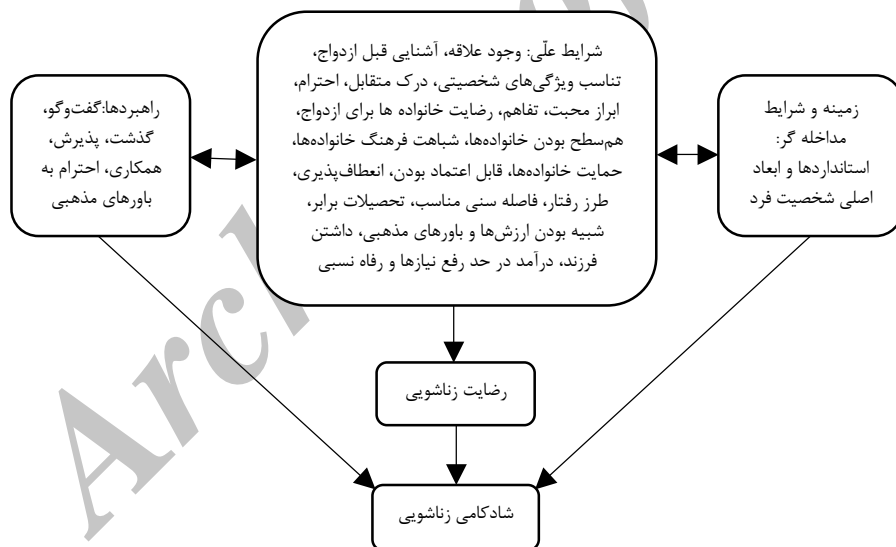 شرایط علّی: وجود علاقه، آشنایی قبل ازدواج،
تناسب ویژگی‌های شخصیتی، درک متقابل، احترام،
ابراز محبت، تفاهم، رضایت خانواده ها برای ازدواج،
هم‌سطح بودن خانواده‌ها، شباهت فرهنگ خانواده‌ها،
حمایت خانواده‌ها، قابل اعتماد بودن، انعطاف‌پذیری،
طرز رفتار، فاصله سنی مناسب، تحصیلات برابر،
شبیه بودن ارزش‌ها و باورهای مذهبی، داشتن
فرزند، درآمد در حد رفع نیازها و رفاه نسبی
زمینه و شرایط
مداخله گر:
استانداردها و ابعاد
اصلی شخصیت فرد
راهبردها:گفت‌وگو،
گذشت، پذیرش،
همکاری، احترام به
باورهای مذهبی
رضایت زناشویی
شادکامی زناشویی